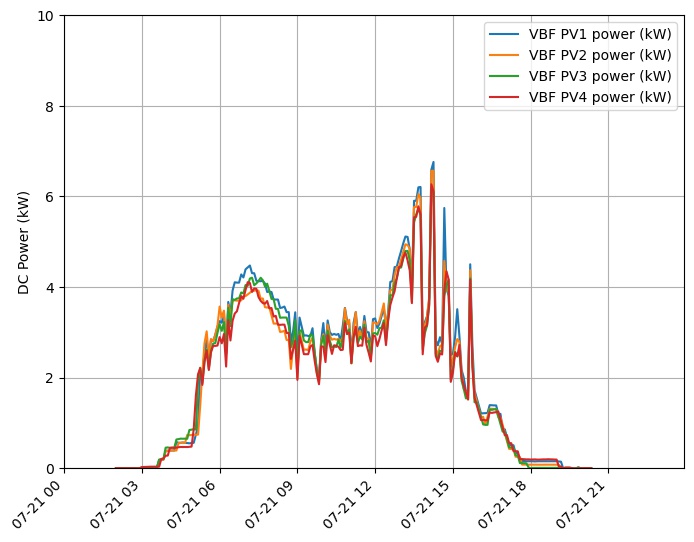 VBF PV1 power (kW)
VBF PV2 power (kW)
VBF PV3 power (kW)
VBF PV4 power (kW)
DC Power (kW)
10
8
6
4
2
0
07-21 00
07-21 03
07-21 06
07-21 09
07-21 12
07-21 15
07-21 18
07-21 21